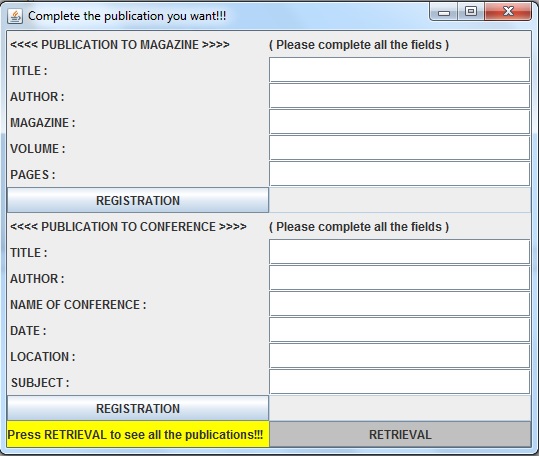 Complete the publication you want!!!
<<<< PUBLICATION TO MAGAZINE >>>> ( Please complete all the fields )
TITLE :
AUTHOR :
MAGAZINE :
VOLUME :
PAGES :
REGISTRATION
<<<< PUBLICATION TO CONFERENCE >>>> ( Please complete all the fields )
TITLE :
AUTHOR :
NAME OF CONFERENCE :
DATE :
LOCATION :
SUBJECT :
REGISTRATION
Press RETRIEVAL to see all the publications!!! RETRIEVAL